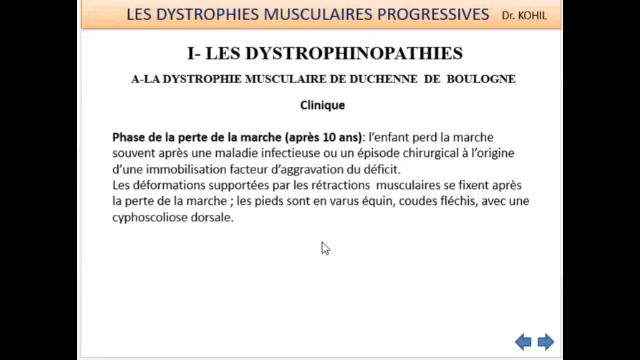 LES DYSTROPHIES MUSCULAIRES PROGRESSIVES Dr. KOHIL
I- LES DYSTROPHINOPATHIES
A-LA DYSTROPHIE MUSCULAIRE DE DUCHENNE DE BOULOGNE
Clinique
Phase de la perte de la marche (après 10 ans): l’enfant perd la marche
souvent après une maladie infectieuse ou un épisode chirurgical à l’origine
d’une immobilisation facteur d’aggravation du déficit.
Les déformations supportées par les rétractions musculaires se fixent après
la perte de la marche ; les pieds sont en varus équin, coudes fléchis, avec une
cyphoscoliose dorsale.